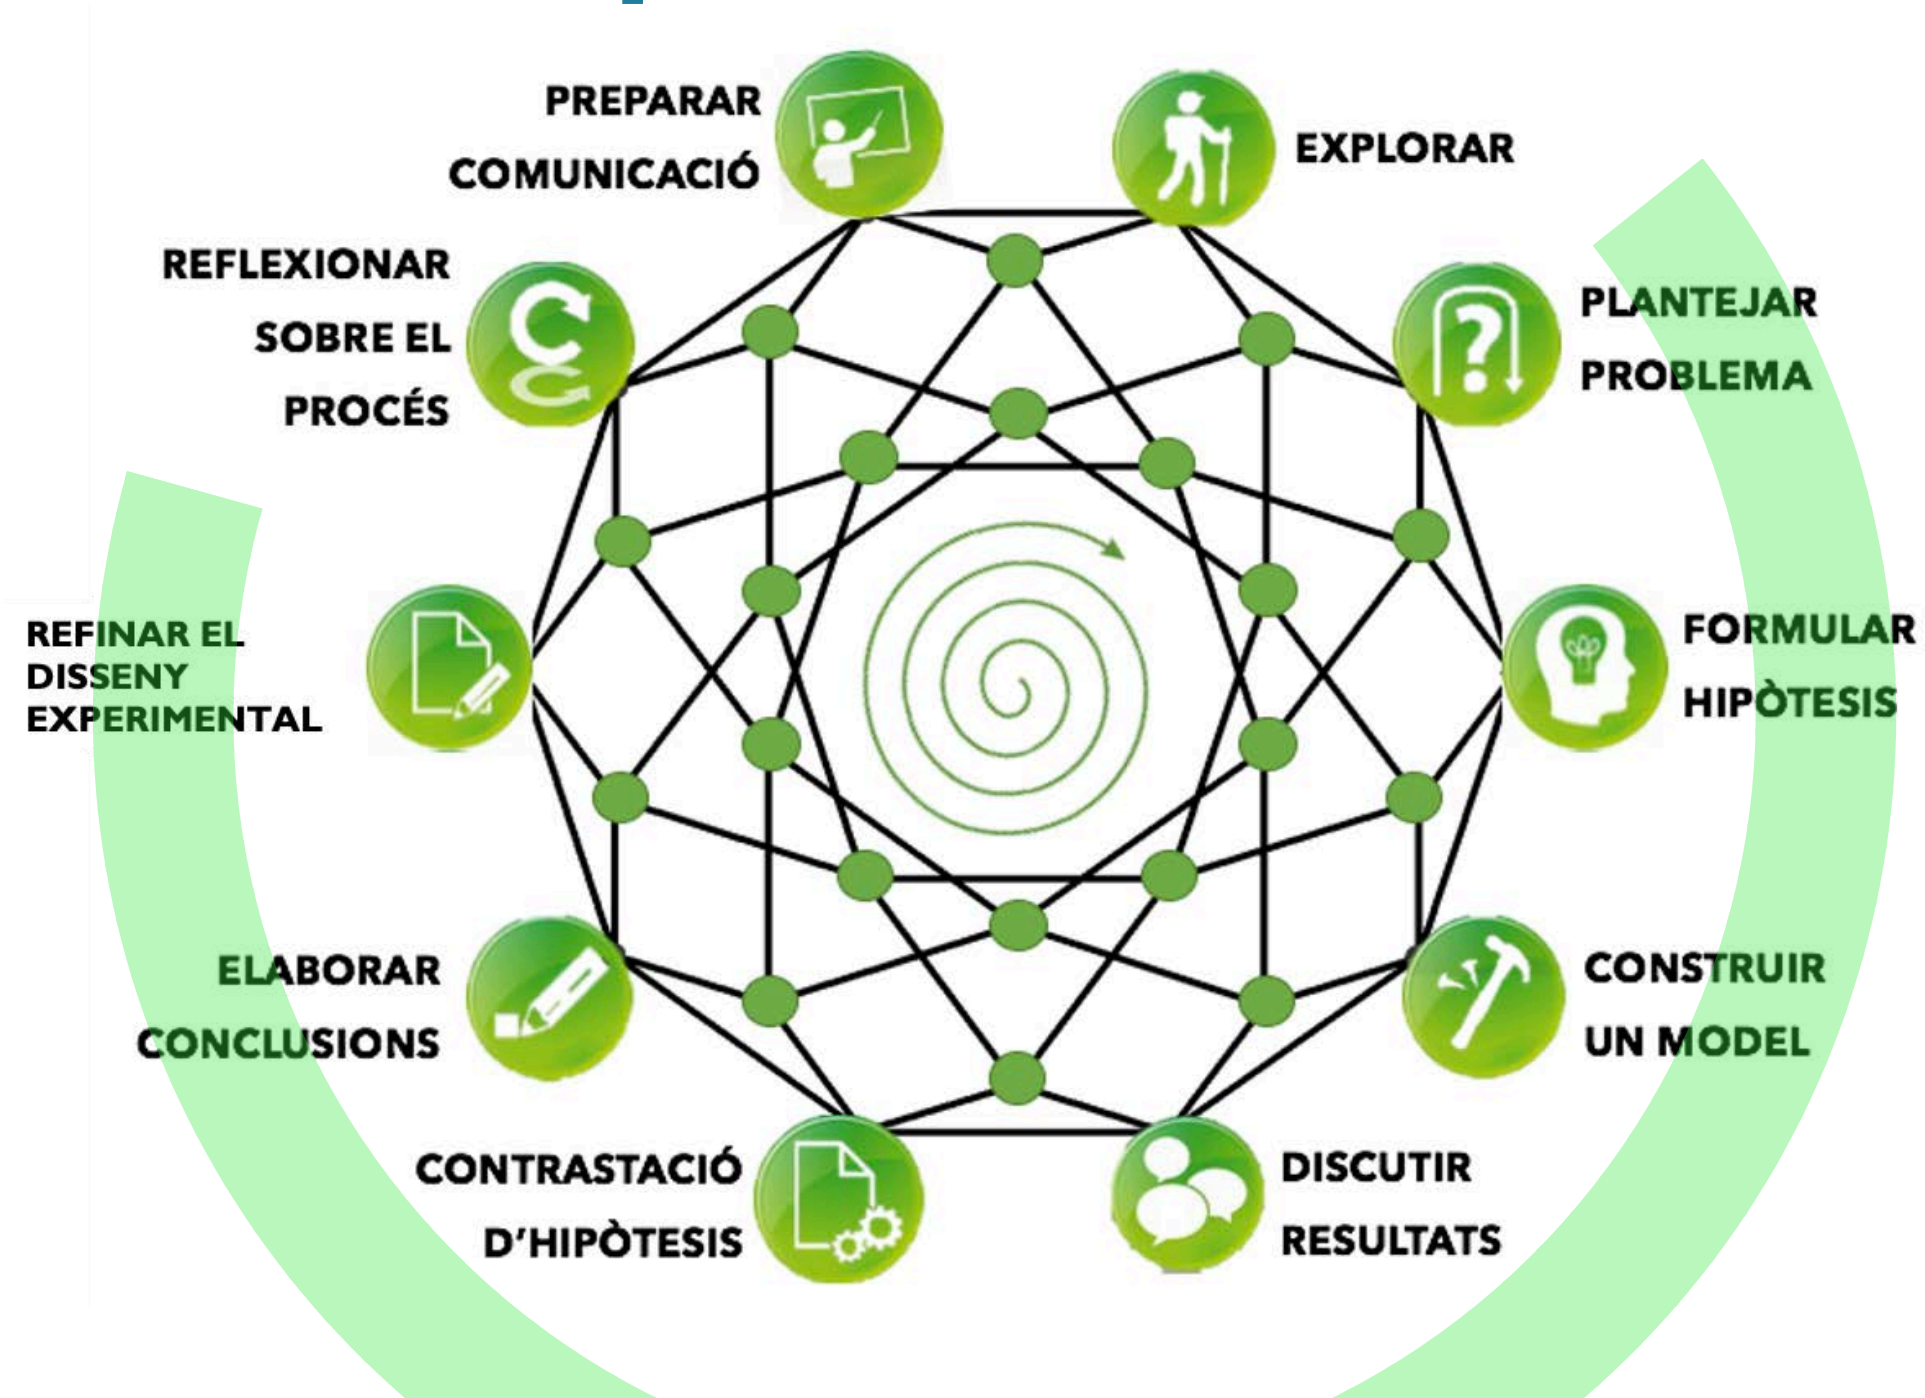 PREPARAR
COMUNICACIÓ
EXPLORAR
PLANTEJAR
PROBLEMA
FORMULAR
HIPÒTESIS
CONSTRUIR
UN MODEL
DISCUTIR
RESULTATS
CONTRASTACIÓ
D'HIPÒTESIS
ELABORAR
CONCLUSIONS
REFINAR EL
DISSENY
EXPERIMENTAL
REFLEXIONAR
SOBRE EL
PROCÉS
?